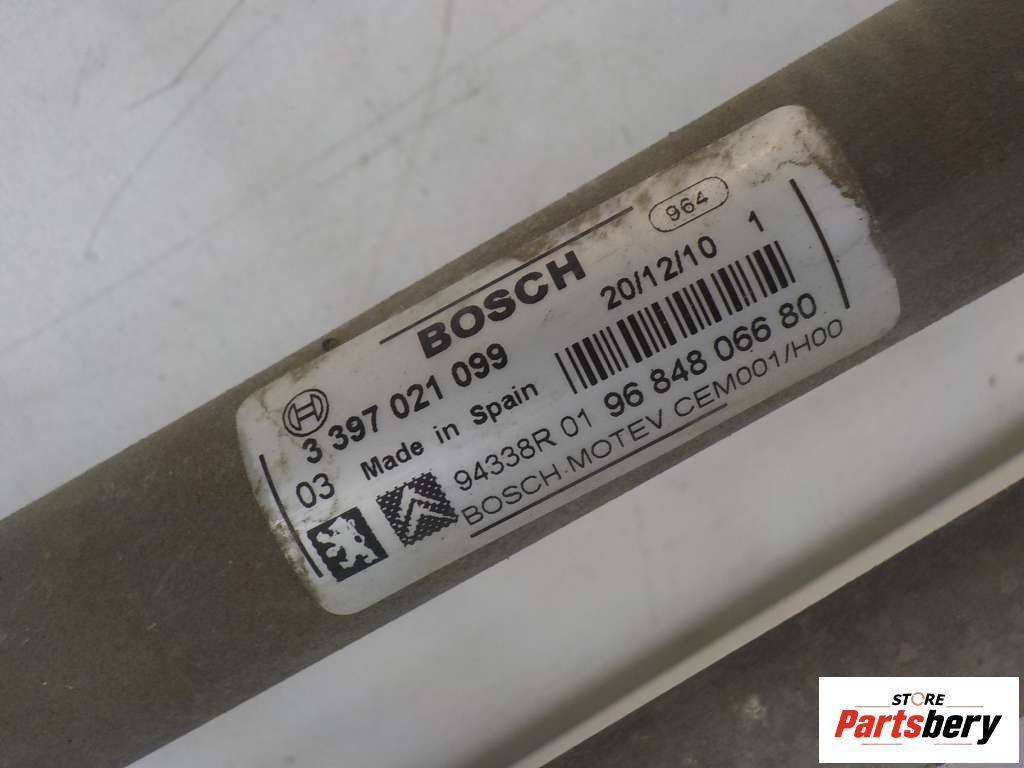 964
BOSCH
20/12/10 1
3 397 021 099
03 Made in Spain
94338R 01 96 848 066 80
BOSCH.MOTEV CEM001/H00
STORE
Partsbery